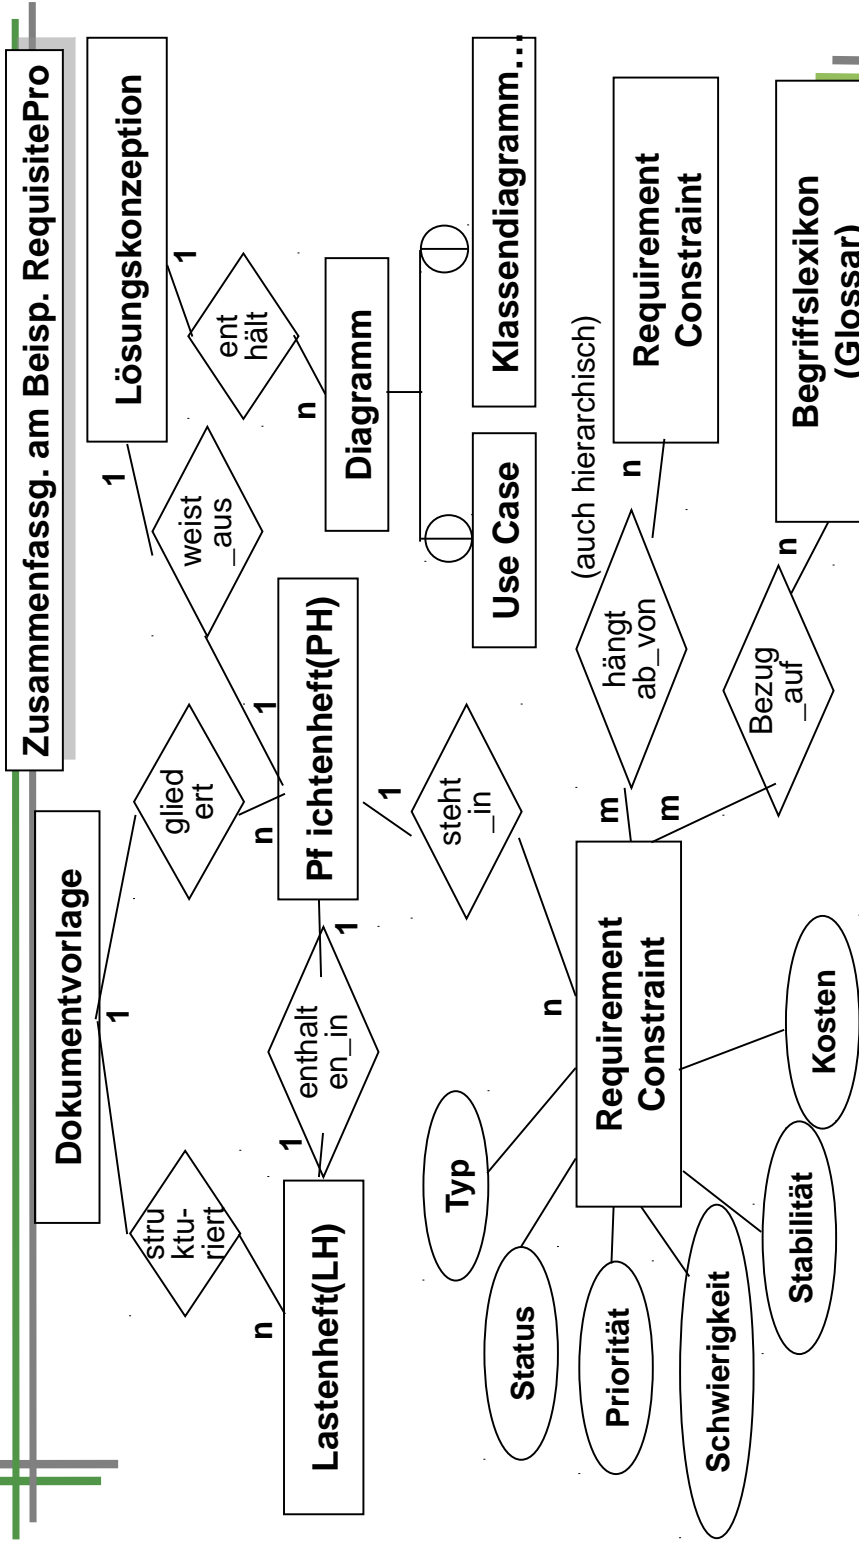 Zusammenfassg. am Beisp. RequisitePro
Dokumentvorlage
Lösungskonzeption
1
1
1
stru
ktu-
riert
glied
ert
weist
_aus
ent
hält
n
n
1
n
Lastenheft(LH)
1
enthalt
en_in
1
Pf ichtenheft(PH)
Diagramm
1
steht
_in
n
Use Case
Klassendiagramm...
Typ
Status
Priorität
Schwierigkeit
Stabilität
Kosten
Requirement
Constraint
m
hängt
ab_von
(auch hierarchisch)
n
Requirement
Constraint
m
Bezug
_auf
n
Begriffslexikon
(Glossar)